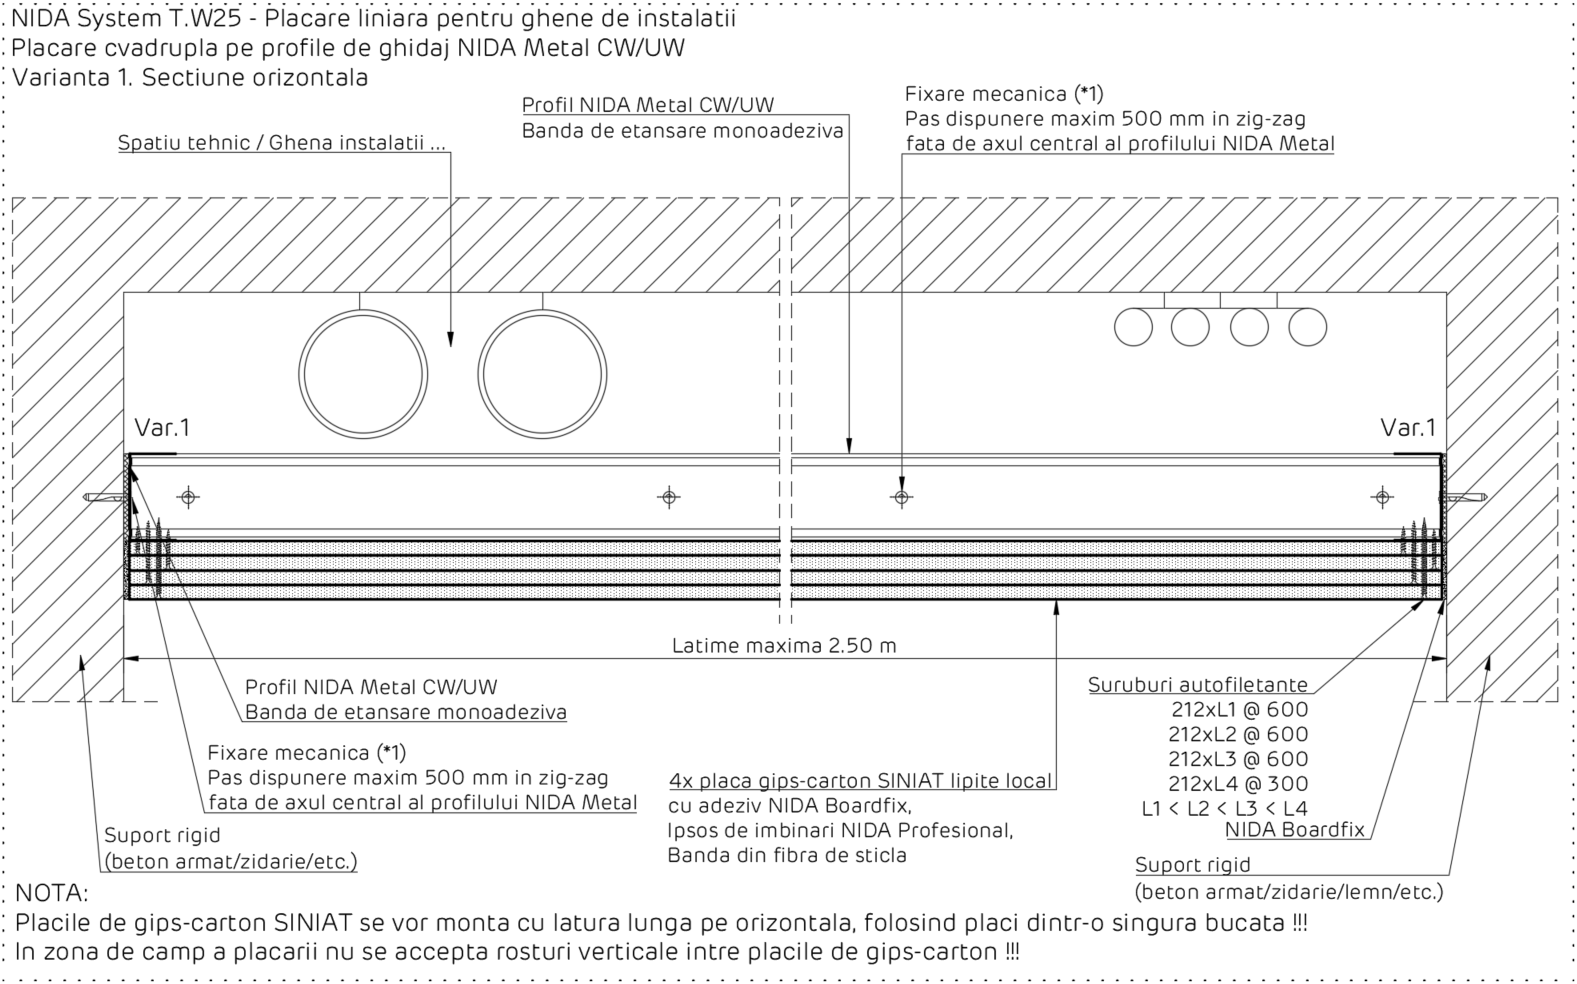 NIDA System T.W25 - Placare liniara pentru ghene de instalatii
Placare cvadrupla pe profile de ghidaj NIDA Metal CW/UW
Varianta 1. Sectiune orizontala
Spatiu tehnic / Ghena instalatii ...
Profil NIDA Metal CW/UW
Banda de etansare monoadeziva
Fixare mecanica (*1)
Pas dispunere maxim 500 mm in zig-zag
fata de axul central al profilului NIDA Metal
Var.1
Var.1
Latime maxima 2.50 m
Profil NIDA Metal CW/UW
Banda de etansare monoadeziva
Fixare mecanica (*1)
Pas dispunere maxim 500 mm in zig-zag
fata de axul central al profilului NIDA Metal
Suport rigid
(beton armat/zidarie/etc.)
4x placa gips-carton SINIAT lipite local
cu adeziv NIDA Boardfix,
Ipsos de imbinari NIDA Profesional,
Banda din fibra de sticla
Suruburi autofiletante
212xL1 @ 600
212xL2 @ 600
212xL3 @ 600
212xL4 @ 300
L1 < L2 < L3 < L4
NIDA Boardfix
Suport rigid
(beton armat/zidarie/lemn/etc.)
NOTA:
Placile de gips-carton SINIAT se vor monta cu latura lunga pe orizontala, folosind placi dintr-o singura bucata !!!
In zona de camp a placarii nu se accepta rosturi verticale intre placile de gips-carton !!!